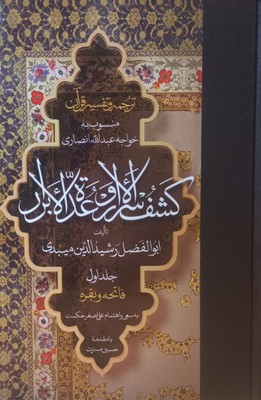 ترجمه و تفسیر قرآن
منسوب به
خواجه عبدالله انصاری
کشف الاسرار و عدة الابرار
تألیف
ابوالفضل رشیدالدین میبدی
جلد اول
فاتحه و بقره
به سعی و اهتمام علی‌اصغر حکمت
با مقدمهٔ
حسین مسرت